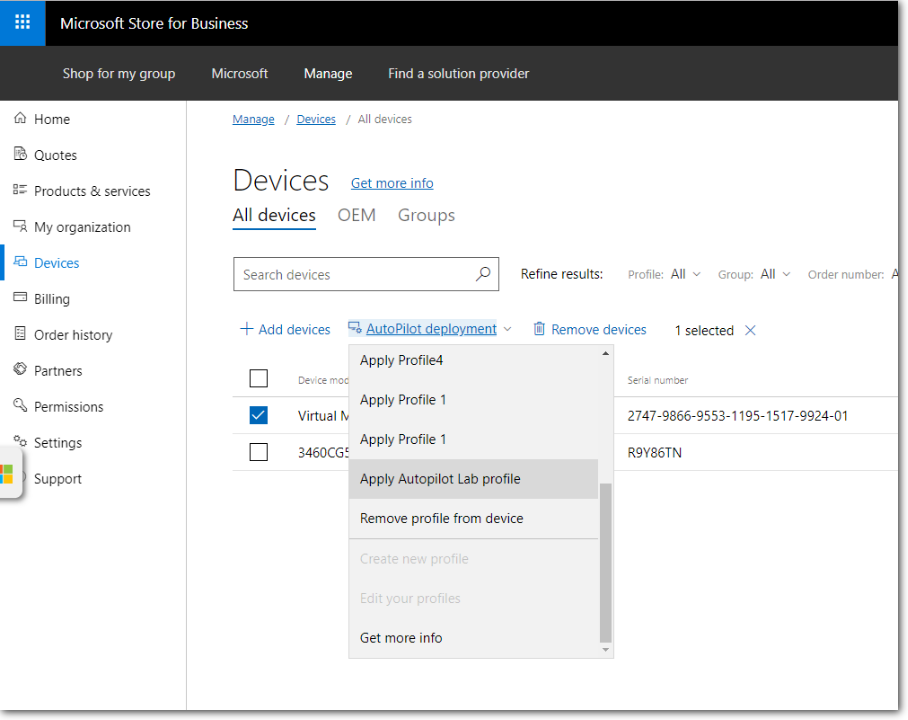 Microsoft Store for Business
Shop for my group Microsoft Manage Find a solution provider
Home
Quotes
Products & services
My organization
Devices
Billing
Order history
Partners
Permissions
Settings
Support
Manage / Devices / All devices
Devices Get more info
All devices OEM Groups
Search devices Refine results: Profile: All Group: All Order number:
Add devices AutoPilot deployment Remove devices 1 selected
Device mod Serial number
Virtual M 2747-9866-9553-1195-1517-9924-01
3460CG5 R9Y86TN
Apply Profile4
Apply Profile 1
Apply Profile 1
Apply Autopilot Lab profile
Remove profile from device
Create new profile
Edit your profiles
Get more info